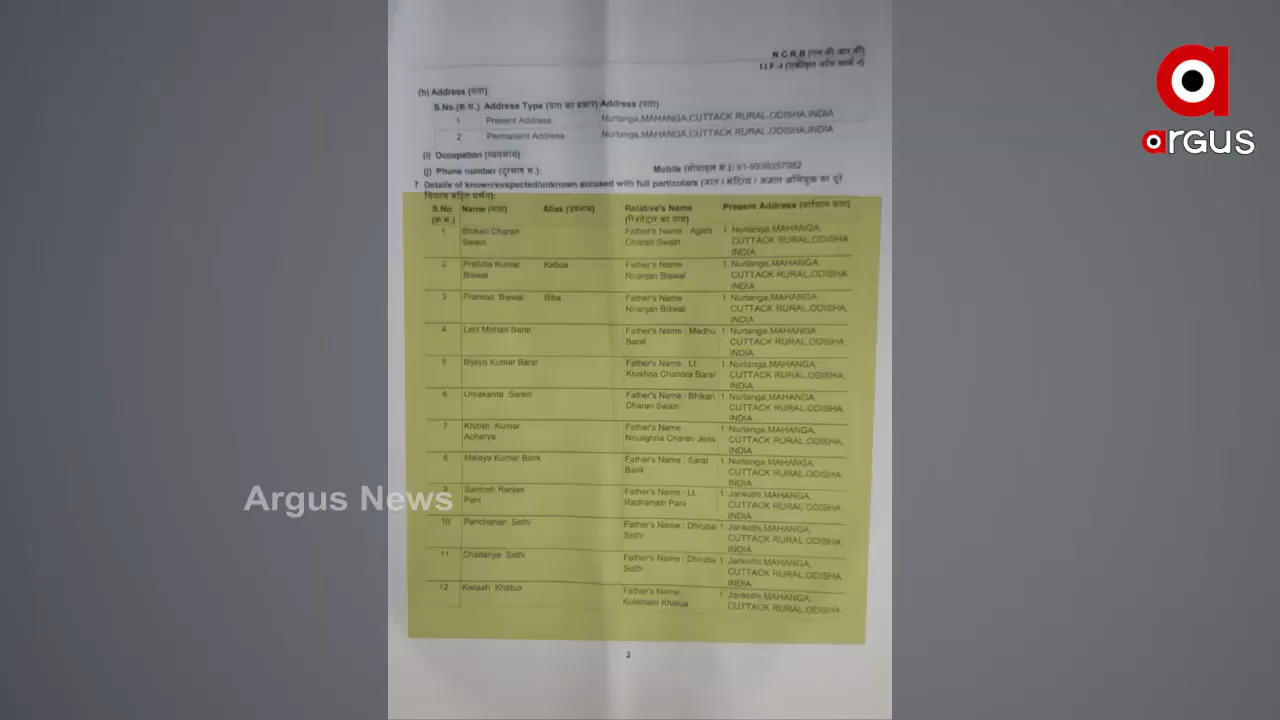 N.C.R.B (एन.सी.आर.बी)
I.I.F.-I (एकीकृत जाँच फार्म-I)
argus
(h) Address (पता)
S.No.(क्र.सं.) Address Type (पता का प्रकार) Address (पता)
1 Present Address Nurtanga,MAHANGA,CUTTACK RURAL,ODISHA,INDIA
2 Permanent Address Nurtanga,MAHANGA,CUTTACK RURAL,ODISHA,INDIA
(i) Occupation (व्यवसाय):
(j) Phone number (दूरभाष सं.): Mobile (मोबाइल सं.): 91-9938357982
7. Details of known/suspected/unknown accused with full particulars (ज्ञात / संदिग्ध / अज्ञात अभियुक्त का पूरे
विवरण सहित वर्णन):
S.No Name (नाम) Alias (उपनाम) Relative's Name Present Address (वर्तमान पता)
(क्र.सं.) (रिश्तेदार का नाम)
1 Bhikari Charan Father's Name : Agani 1. Nurtanga,MAHANGA,
Swain Charan Swain CUTTACK RURAL,ODISHA
INDIA
2 Prafulla Kumar Kabua Father's Name 1. Nurtanga,MAHANGA,
Biswal Niranjan Biswal CUTTACK RURAL,ODISHA
INDIA
3 Pramod Biswal Biba Father's Name 1. Nurtanga,MAHANGA,
Niranjan Biswal CUTTACK RURAL,ODISHA,
INDIA
4 Lalit Mohan Baral Father's Name : Madhu 1. Nurtanga,MAHANGA,
Baral CUTTACK RURAL,ODISHA
INDIA
5 Bijaya Kumar Baral Father's Name : Lt. 1. Nurtanga,MAHANGA,
Krushna Chandra Baral CUTTACK RURAL,ODISHA,
INDIA
6 Umakanta Swain Father's Name : Bhikari 1. Nurtanga,MAHANGA,
Charan Swain CUTTACK RURAL,ODISHA
INDIA
7 Khitish Kumar Father's Name : 1. Nurtanga,MAHANGA,
Acharya Nrusingha Charan Jena CUTTACK RURAL,ODISHA,
INDIA
8 Malaya Kumar Barik Father's Name : Sarat 1. Nurtanga,MAHANGA,
Barik CUTTACK RURAL,ODISHA,
INDIA
9 Santosh Ranjan Father's Name : Lt. 1. Jankothi,MAHANGA,
Pani Radhanath Pani CUTTACK RURAL,ODISHA,
Argus News
INDIA
10 Panchanan Sethi Father's Name : Dhruba 1. Jankothi,MAHANGA,
Sethi CUTTACK RURAL,ODISHA,
INDIA
11 Chaitanya Sethi Father's Name : Dhruba 1. Jankothi,MAHANGA,
Sethi CUTTACK RURAL,ODISHA
INDIA
12 Kailash Khatua Father's Name 1. Jankothi,MAHANGA,
Kulamani Khatua CUTTACK RURAL,ODISHA,
2